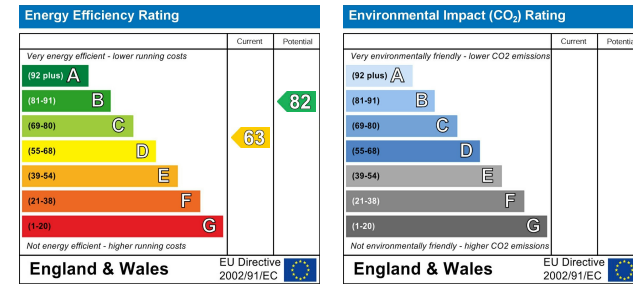 Energy Efficiency Rating
Current Potential
Very energy efficient - lower running costs
(92 plus) A
(81-91) B
82
(69-80) C
63
(55-68) D
(39-54) E
(21-38) F
(1-20) G
Not energy efficient - higher running costs
England & Wales
EU Directive
2002/91/EC
Environmental Impact (CO₂) Rating
Current Potentia
Very environmentally friendly - lower CO2 emissions
(92 plus) A
(81-91) B
(69-80) C
(55-68) D
(39-54) E
(21-38) F
(1-20) G
Not environmentally friendly - higher CO2 emissions
England & Wales
EU Directive
2002/91/EC